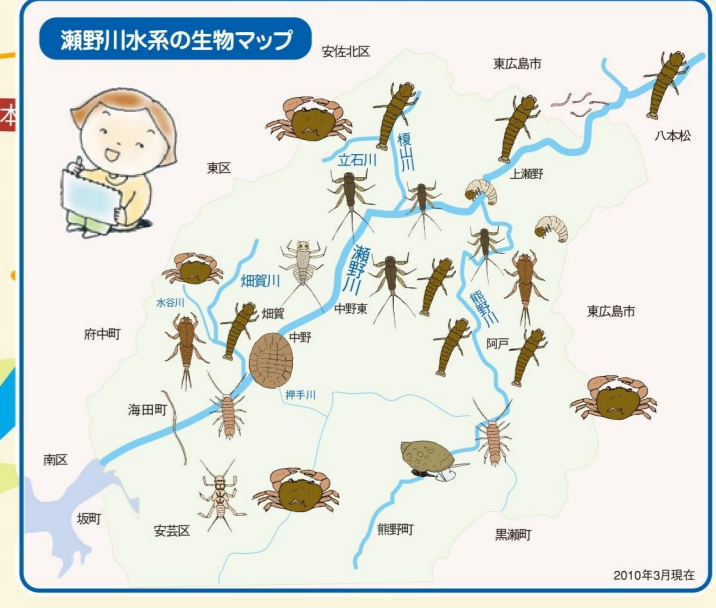 瀬野川水系の生物マップ
安佐北区
東広島市
八本松
本
榎山川
立石川
東区
上瀬野
瀬野川
畑賀川
水谷川
畑賀
中野東
熊野川
東広島市
府中町
中野
阿戸
押手川
海田町
南区
坂町
安芸区
熊野町
黒瀬町
2010年3月現在